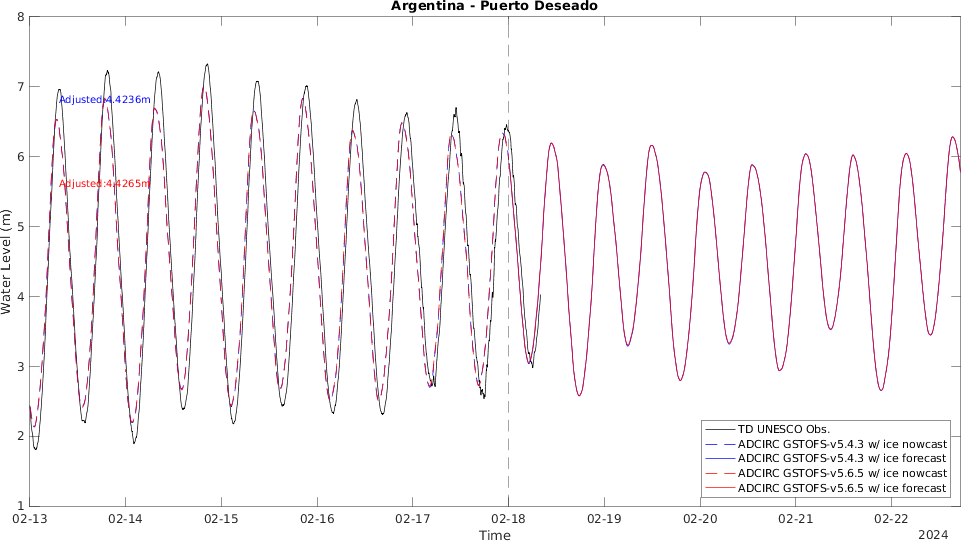 Argentina - Puerto Deseado
8
7
6
5
4
3
2
1
Water Level (m)
Adjusted:4.4236m
Adjusted:4.4265m
TD UNESCO Obs.
ADCIRC GSTOFS-v5.4.3 w/ ice nowcast
ADCIRC GSTOFS-v5.4.3 w/ ice forecast
ADCIRC GSTOFS-v5.6.5 w/ ice nowcast
ADCIRC GSTOFS-v5.6.5 w/ ice forecast
02-13 02-14 02-15 02-16 02-17 02-18 02-19 02-20 02-21 02-22
Time
2024